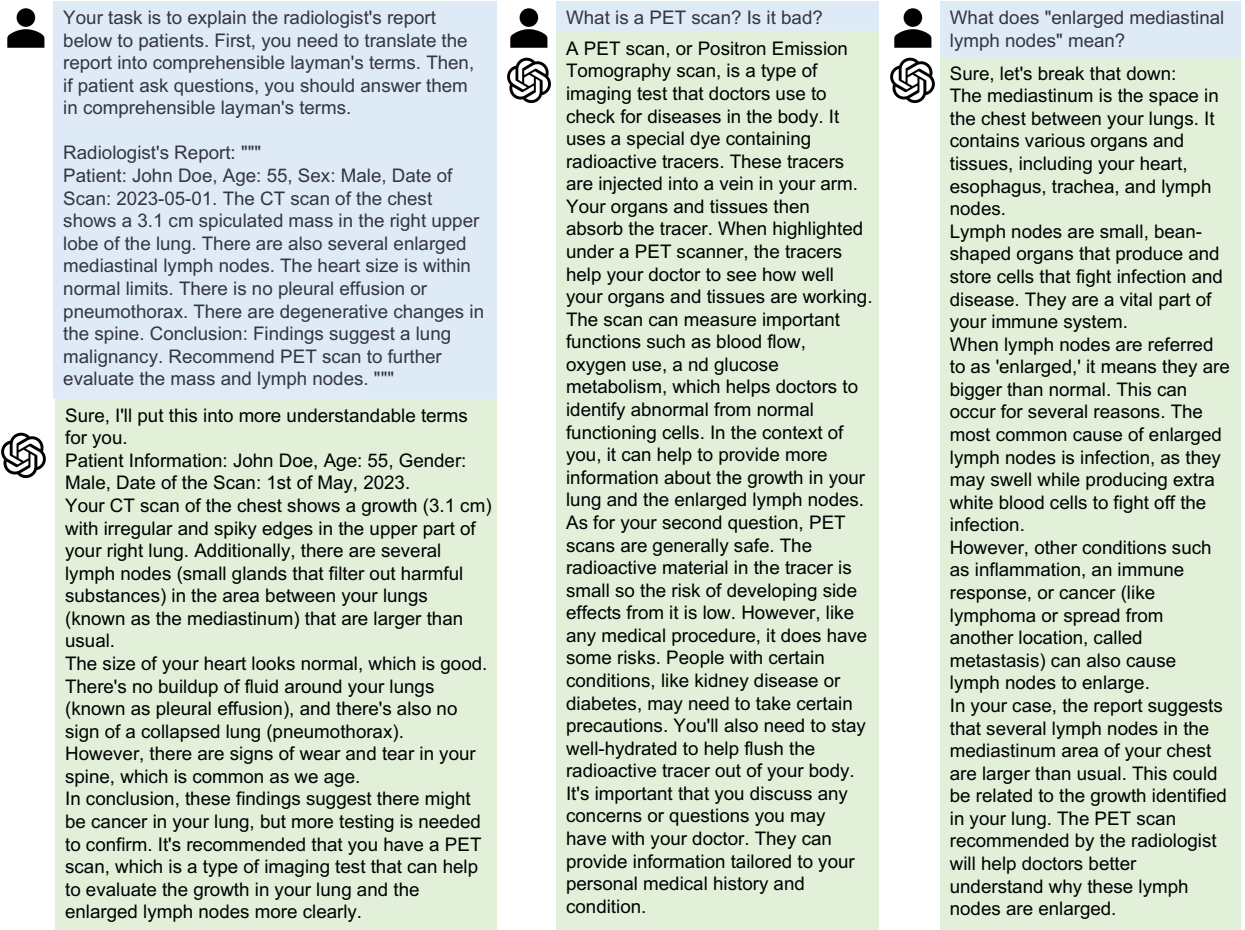 Your task is to explain the radiologist's report
below to patients. First, you need to translate the
report into comprehensible layman's terms. Then,
if patient ask questions, you should answer them
in comprehensible layman's terms.
Radiologist's Report: """
Patient: John Doe, Age: 55, Sex: Male, Date of
Scan: 2023-05-01. The CT scan of the chest
shows a 3.1 cm spiculated mass in the right upper
lobe of the lung. There are also several enlarged
mediastinal lymph nodes. The heart size is within
normal limits. There is no pleural effusion or
pneumothorax. There are degenerative changes in
the spine. Conclusion: Findings suggest a lung
malignancy. Recommend PET scan to further
evaluate the mass and lymph nodes. """
Sure, I'll put this into more understandable terms
for you.
Patient Information: John Doe, Age: 55, Gender:
Male, Date of the Scan: 1st of May, 2023.
Your CT scan of the chest shows a growth (3.1 cm)
with irregular and spiky edges in the upper part of
your right lung. Additionally, there are several
lymph nodes (small glands that filter out harmful
substances) in the area between your lungs
(known as the mediastinum) that are larger than
usual.
The size of your heart looks normal, which is good.
There's no buildup of fluid around your lungs
(known as pleural effusion), and there's also no
sign of a collapsed lung (pneumothorax).
However, there are signs of wear and tear in your
spine, which is common as we age.
In conclusion, these findings suggest there might
be cancer in your lung, but more testing is needed
to confirm. It's recommended that you have a PET
scan, which is a type of imaging test that can help
to evaluate the growth in your lung and the
enlarged lymph nodes more clearly.
What is a PET scan? Is it bad?
A PET scan, or Positron Emission
Tomography scan, is a type of
imaging test that doctors use to
check for diseases in the body. It
uses a special dye containing
radioactive tracers. These tracers
are injected into a vein in your arm.
Your organs and tissues then
absorb the tracer. When highlighted
under a PET scanner, the tracers
help your doctor to see how well
your organs and tissues are working.
The scan can measure important
functions such as blood flow,
oxygen use, a nd glucose
metabolism, which helps doctors to
identify abnormal from normal
functioning cells. In the context of
you, it can help to provide more
information about the growth in your
lung and the enlarged lymph nodes.
As for your second question, PET
scans are generally safe. The
radioactive material in the tracer is
small so the risk of developing side
effects from it is low. However, like
any medical procedure, it does have
some risks. People with certain
conditions, like kidney disease or
diabetes, may need to take certain
precautions. You'll also need to stay
well-hydrated to help flush the
radioactive tracer out of your body.
It's important that you discuss any
concerns or questions you may
have with your doctor. They can
provide information tailored to your
personal medical history and
condition.
What does "enlarged mediastinal
lymph nodes" mean?
Sure, let's break that down:
The mediastinum is the space in
the chest between your lungs. It
contains various organs and
tissues, including your heart,
esophagus, trachea, and lymph
nodes.
Lymph nodes are small, bean-
shaped organs that produce and
store cells that fight infection and
disease. They are a vital part of
your immune system.
When lymph nodes are referred
to as 'enlarged,' it means they are
bigger than normal. This can
occur for several reasons. The
most common cause of enlarged
lymph nodes is infection, as they
may swell while producing extra
white blood cells to fight off the
infection.
However, other conditions such
as inflammation, an immune
response, or cancer (like
lymphoma or spread from
another location, called
metastasis) can also cause
lymph nodes to enlarge.
In your case, the report suggests
that several lymph nodes in the
mediastinum area of your chest
are larger than usual. This could
be related to the growth identified
in your lung. The PET scan
recommended by the radiologist
will help doctors better
understand why these lymph
nodes are enlarged.